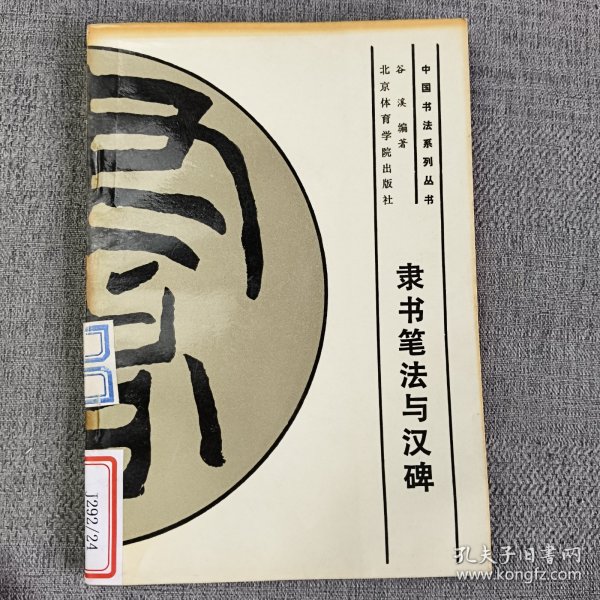 中国书法系列丛书
谷溪 编著
北京体育学院出版社
隶书笔法与汉碑
J292/24
孔夫子旧书网
www.kongfz.com